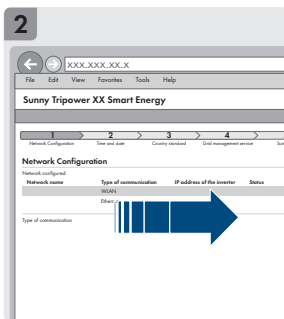 2
XXX.XXX.XX.X
File Edit View Favorites Tools Help
Sunny Tripower XX Smart Energy
1 2 3 4
Network Configuration Time and date Country standard Grid management service
Network Configuration
Network configured
Network name Type of communication IP address of the inverter Status
WLAN
Type of communication